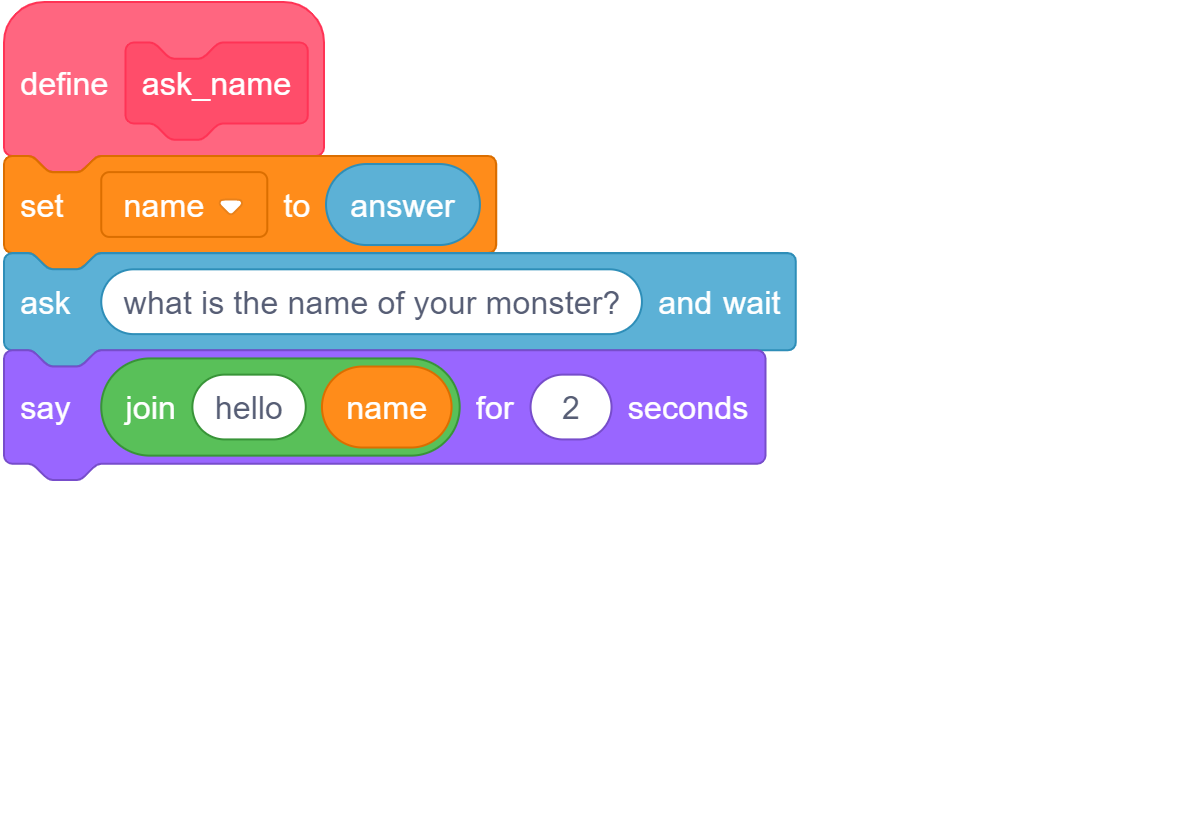 define ask_name
set name to answer
ask what is the name of your monster? and wait
say join hello name for 2 seconds